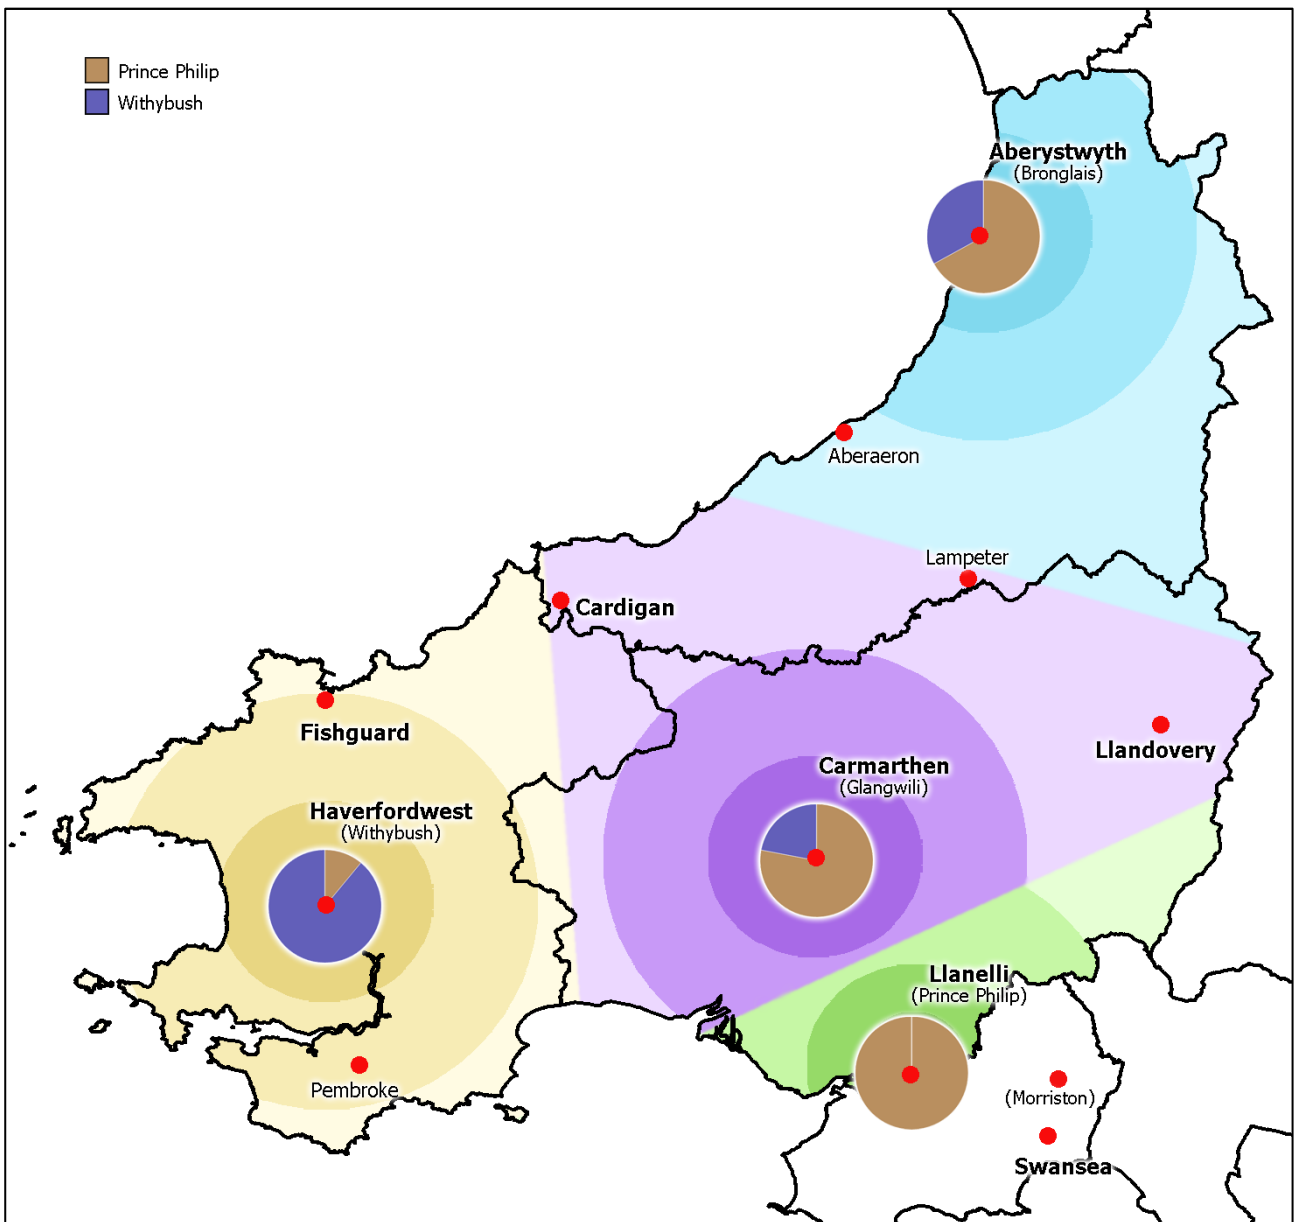 Prince Philip
Withybush
Aberystwyth
(Bronglais)
Aberaeron
Lampeter
Cardigan
Fishguard
Llandovery
Carmarthen
(Glangwili)
Haverfordwest
(Withybush)
Llanelli
(Prince Philip)
Pembroke
(Morriston)
Swansea